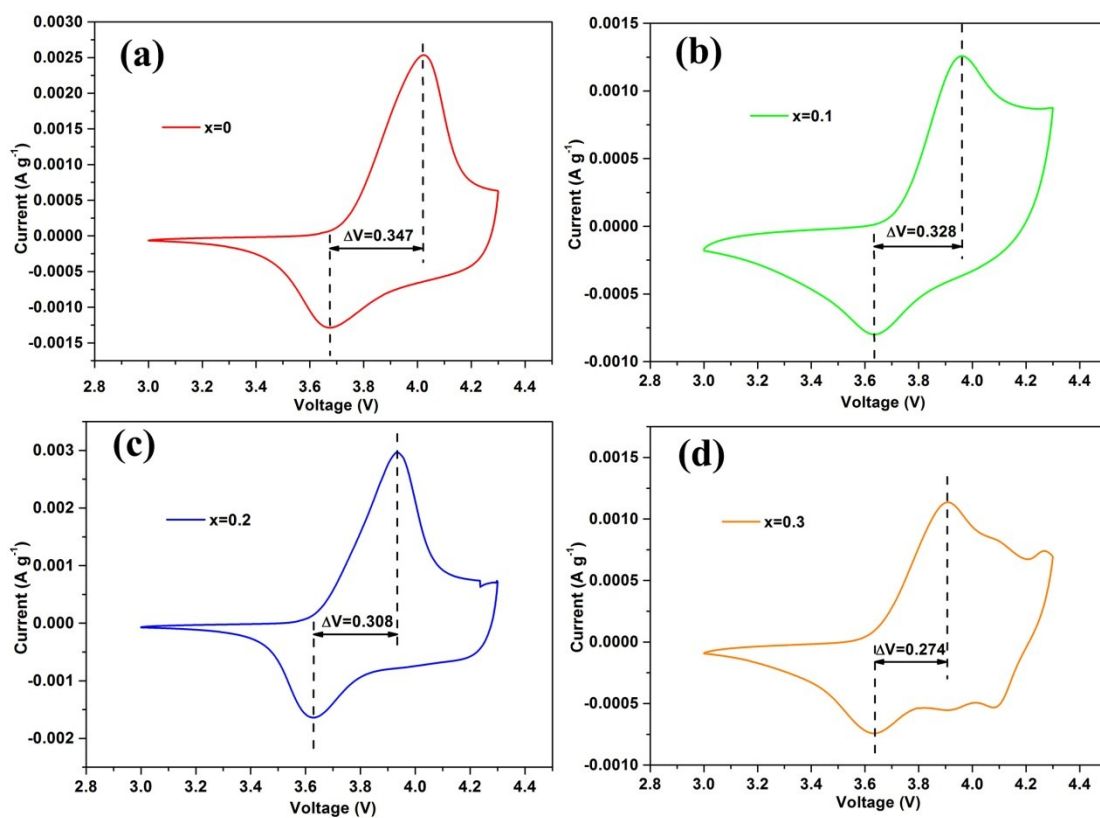 (a)
x=0
ΔV=0.347
0.0030
0.0025
0.0020
0.0015
0.0010
0.0005
0.0000
-0.0005
-0.0010
-0.0015
Current (A g-1)
2.8 3.0 3.2 3.4 3.6 3.8 4.0 4.2 4.4
Voltage (V)
(b)
x=0.1
ΔV=0.328
0.0015
0.0010
0.0005
0.0000
-0.0005
-0.0010
Current (A g-1)
2.8 3.0 3.2 3.4 3.6 3.8 4.0 4.2 4.4
Voltage (V)
(c)
x=0.2
ΔV=0.308
0.003
0.002
0.001
0.000
-0.001
-0.002
Current (A g-1)
2.8 3.0 3.2 3.4 3.6 3.8 4.0 4.2 4.4
Voltage (V)
(d)
x=0.3
ΔV=0.274
0.0015
0.0010
0.0005
0.0000
-0.0005
-0.0010
Current (A g-1)
2.8 3.0 3.2 3.4 3.6 3.8 4.0 4.2 4.4
Voltage (V)